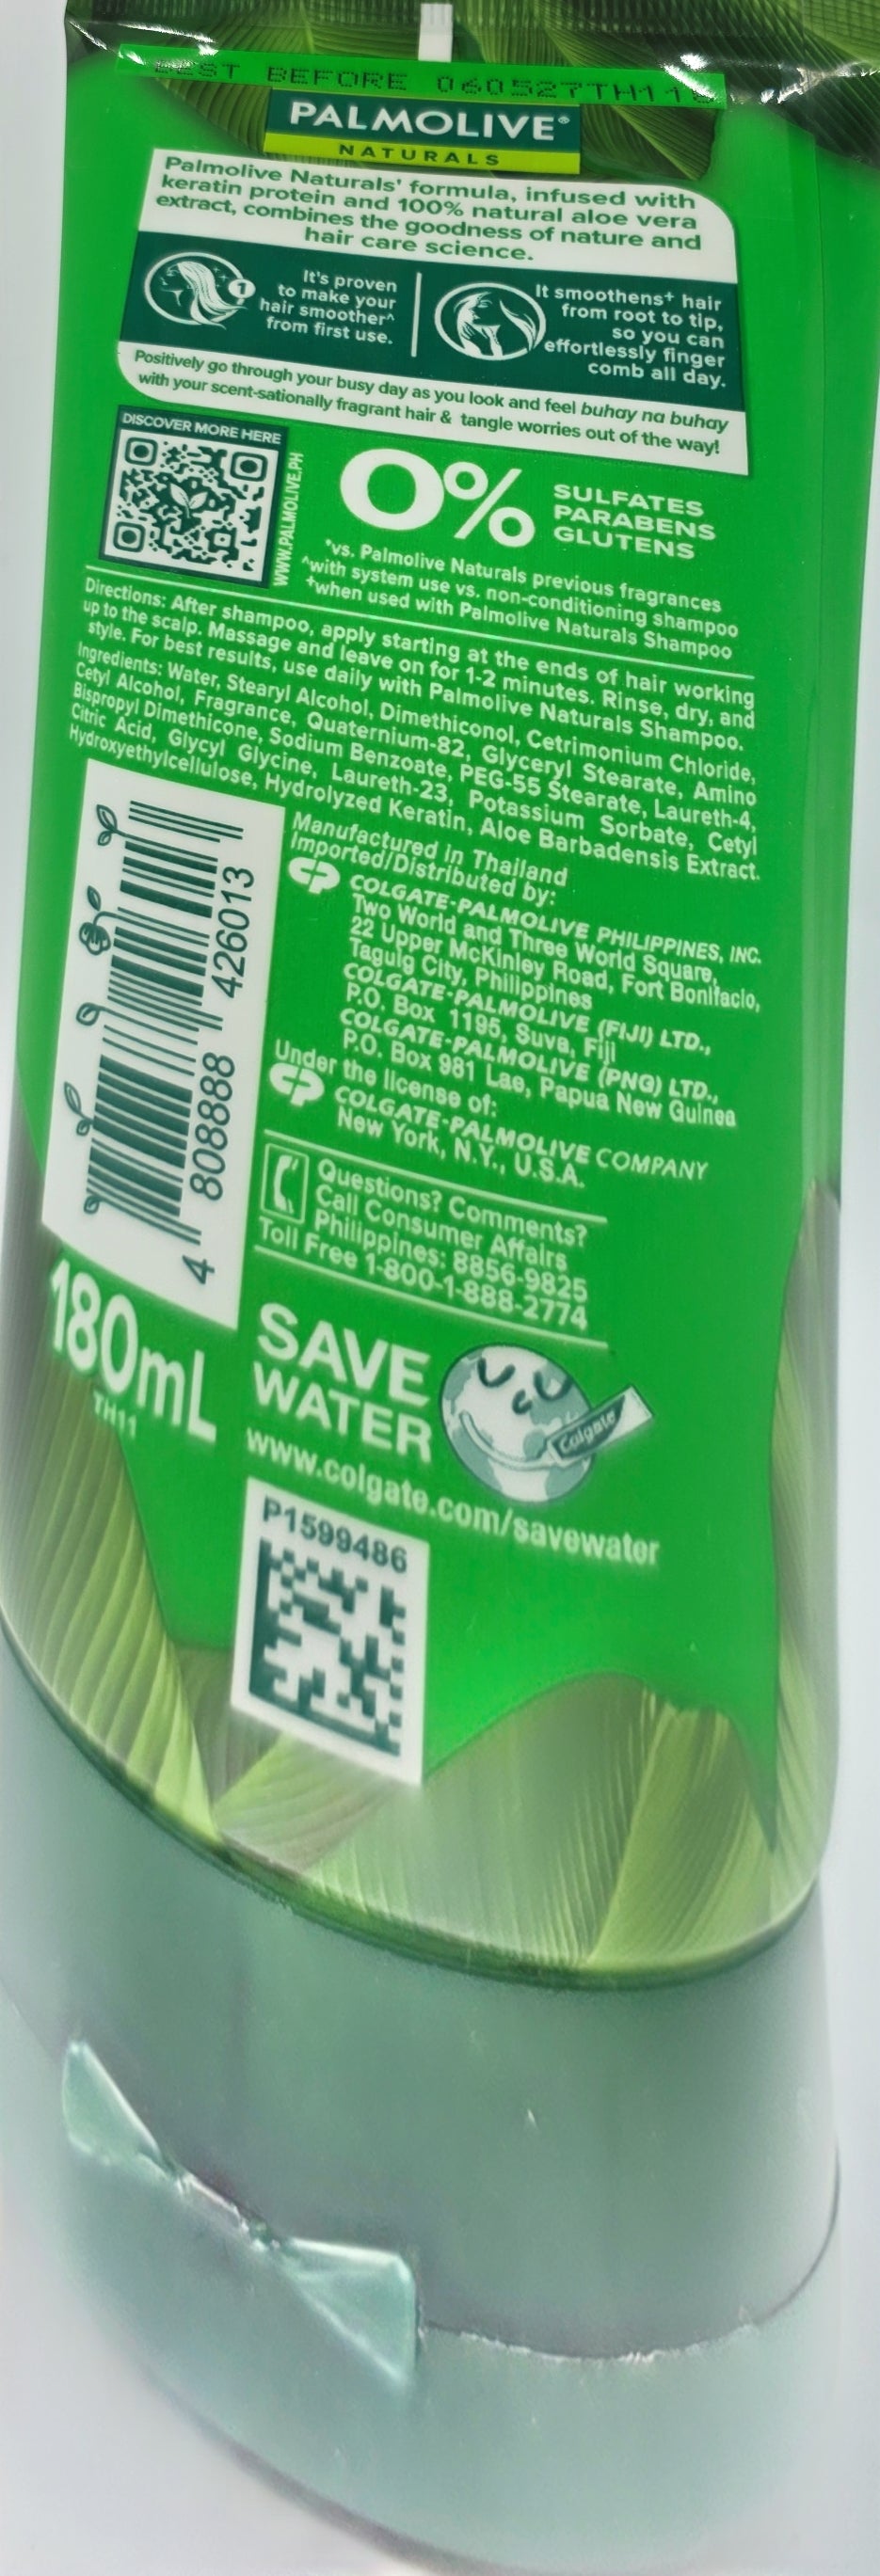 BEST BEFORE 060527TH11
PALMOLIVE®
NATURALS
Palmolive Naturals' formula, infused with
keratin protein and 100% natural aloe vera
extract, combines the goodness of nature and
hair care science.
1
It's proven
to make your
hair smoother^
from first use.
It smoothens+ hair
from root to tip,
so you can
effortlessly finger
comb all day.
Positively go through your busy day as you look and feel buhay na buhay
with your scent-sationally fragrant hair & tangle worries out of the way!
DISCOVER MORE HERE
WWW.PALMOLIVE.PH
0%
SULFATES
PARABENS
GLUTENS
*vs. Palmolive Naturals previous fragrances
^with system use vs. non-conditioning shampoo
+when used with Palmolive Naturals Shampoo
Directions: After shampoo, apply starting at the ends of hair working
up to the scalp. Massage and leave on for 1-2 minutes. Rinse, dry, and
style. For best results, use daily with Palmolive Naturals Shampoo.
Ingredients: Water, Stearyl Alcohol, Dimethiconol, Cetrimonium Chloride,
Cetyl Alcohol, Fragrance, Quaternium-82, Glyceryl Stearate, Amino
Bispropyl Dimethicone, Sodium Benzoate, PEG-55 Stearate, Laureth-4,
Citric Acid, Glycyl Glycine, Laureth-23, Potassium Sorbate, Cetyl
Hydroxyethylcellulose, Hydrolyzed Keratin, Aloe Barbadensis Extract.
4 808888 426013
Manufactured in Thailand
Imported/Distributed by:
CP COLGATE-PALMOLIVE PHILIPPINES, INC.
Two World and Three World Square,
22 Upper McKinley Road, Fort Bonifacio,
Taguig City, Philippines
COLGATE-PALMOLIVE (FIJI) LTD.,
P.O. Box 1195, Suva, Fiji
COLGATE-PALMOLIVE (PNG) LTD.,
P.O. Box 981 Lae, Papua New Guinea
Under the license of:
CP COLGATE-PALMOLIVE COMPANY
New York, N.Y., U.S.A.
Questions? Comments?
Call Consumer Affairs
Philippines: 8856-9825
Toll Free 1-800-1-888-2774
180mL
TH11
SAVE
WATER
Colgate
www.colgate.com/savewater
P1599486